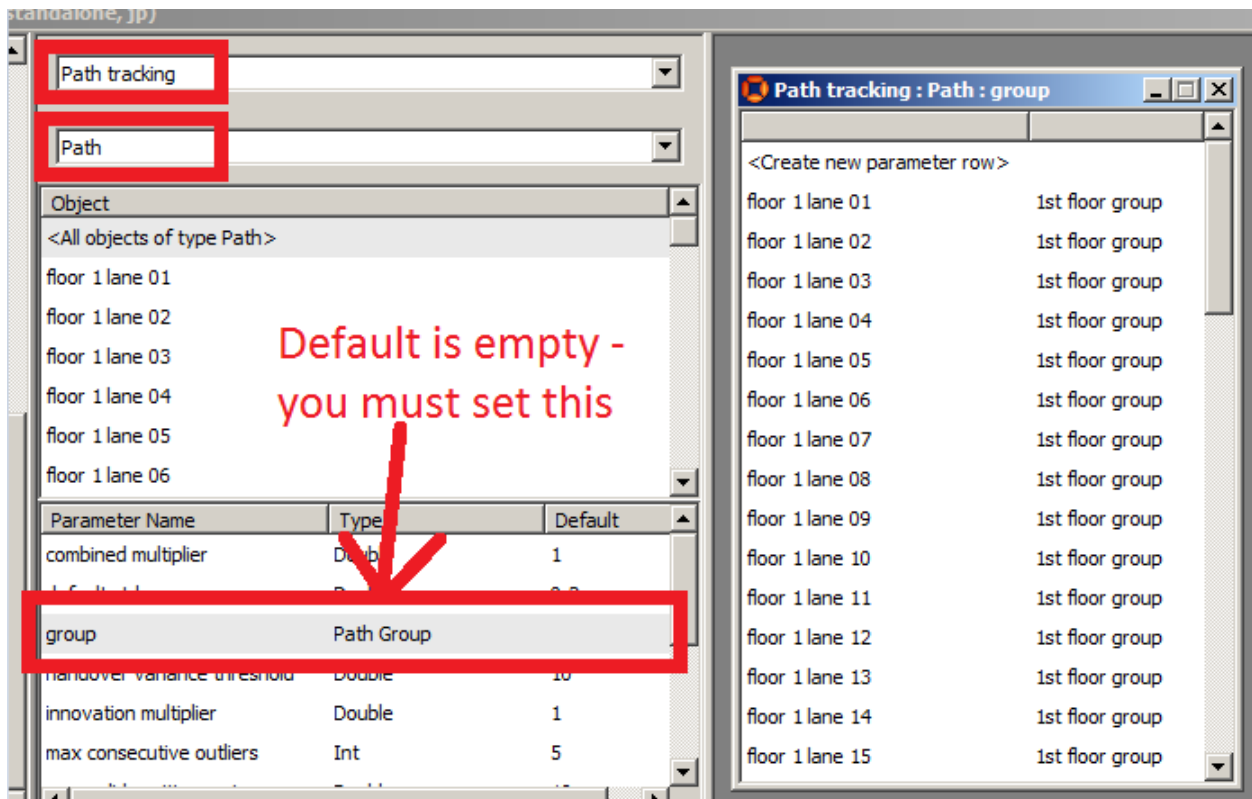 standalone, jp)
Path tracking
Path
Object
<All objects of type Path>
floor 1 lane 01
floor 1 lane 02
floor 1 lane 03
floor 1 lane 04
floor 1 lane 05
floor 1 lane 06
Default is empty -
you must set this
Parameter Name Type Default
combined multiplier Double 1
group Path Group
handover variance threshold Double 10
innovation multiplier Double 1
max consecutive outliers Int 5
Path tracking : Path : group
<Create new parameter row>
floor 1 lane 01 1st floor group
floor 1 lane 02 1st floor group
floor 1 lane 03 1st floor group
floor 1 lane 04 1st floor group
floor 1 lane 05 1st floor group
floor 1 lane 06 1st floor group
floor 1 lane 07 1st floor group
floor 1 lane 08 1st floor group
floor 1 lane 09 1st floor group
floor 1 lane 10 1st floor group
floor 1 lane 11 1st floor group
floor 1 lane 12 1st floor group
floor 1 lane 13 1st floor group
floor 1 lane 14 1st floor group
floor 1 lane 15 1st floor group